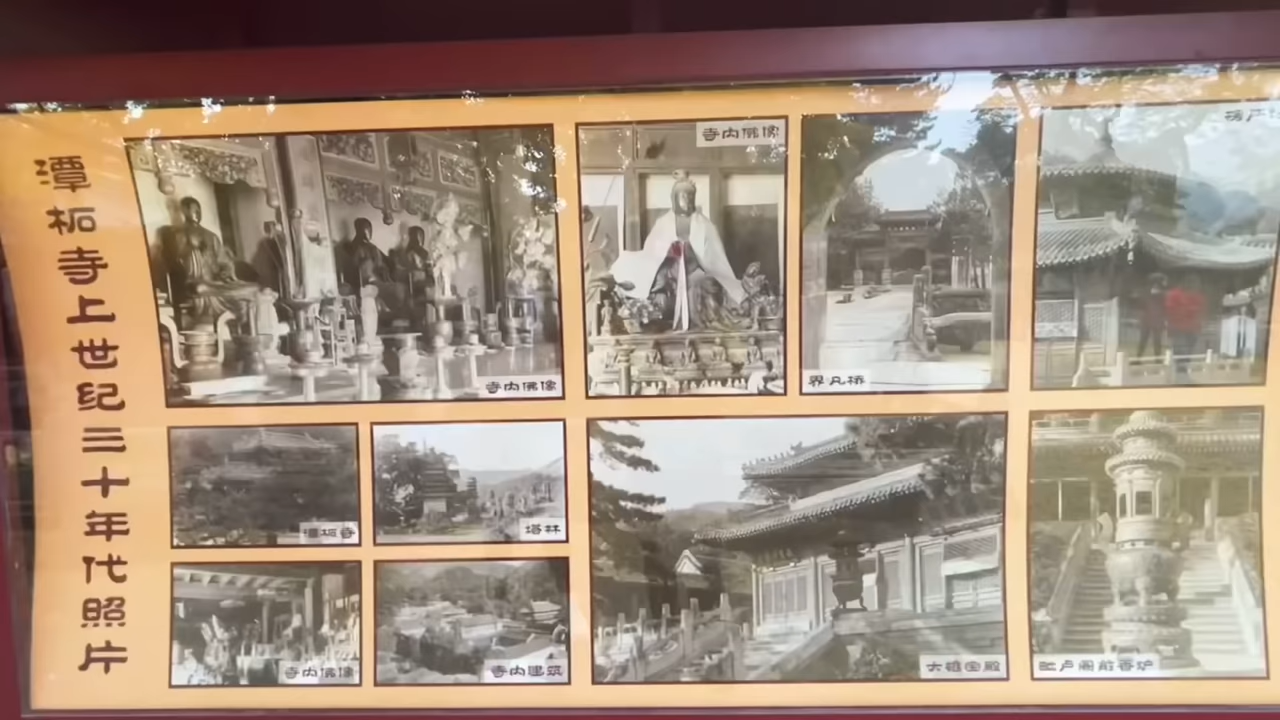 潭柘寺上世纪三十年代照片
寺内佛像
寺内佛像
界凡桥
潭柘寺
塔林
寺内佛像
寺内建筑
大雄宝殿
毗卢阁前香炉